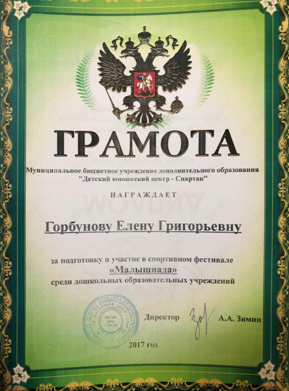 ГРАМОТА
Муниципальное бюджетное учреждение дополнительного образования
"Детский юношеский центр - Спартак"
НАГРАЖДАЕТ
Горбунову Елену Григорьевну
за подготовку и участие в спортивном фестивале
«Малышиада»
среди дошкольных образовательных учреждений
Директор А.А. Зимин
2017 год